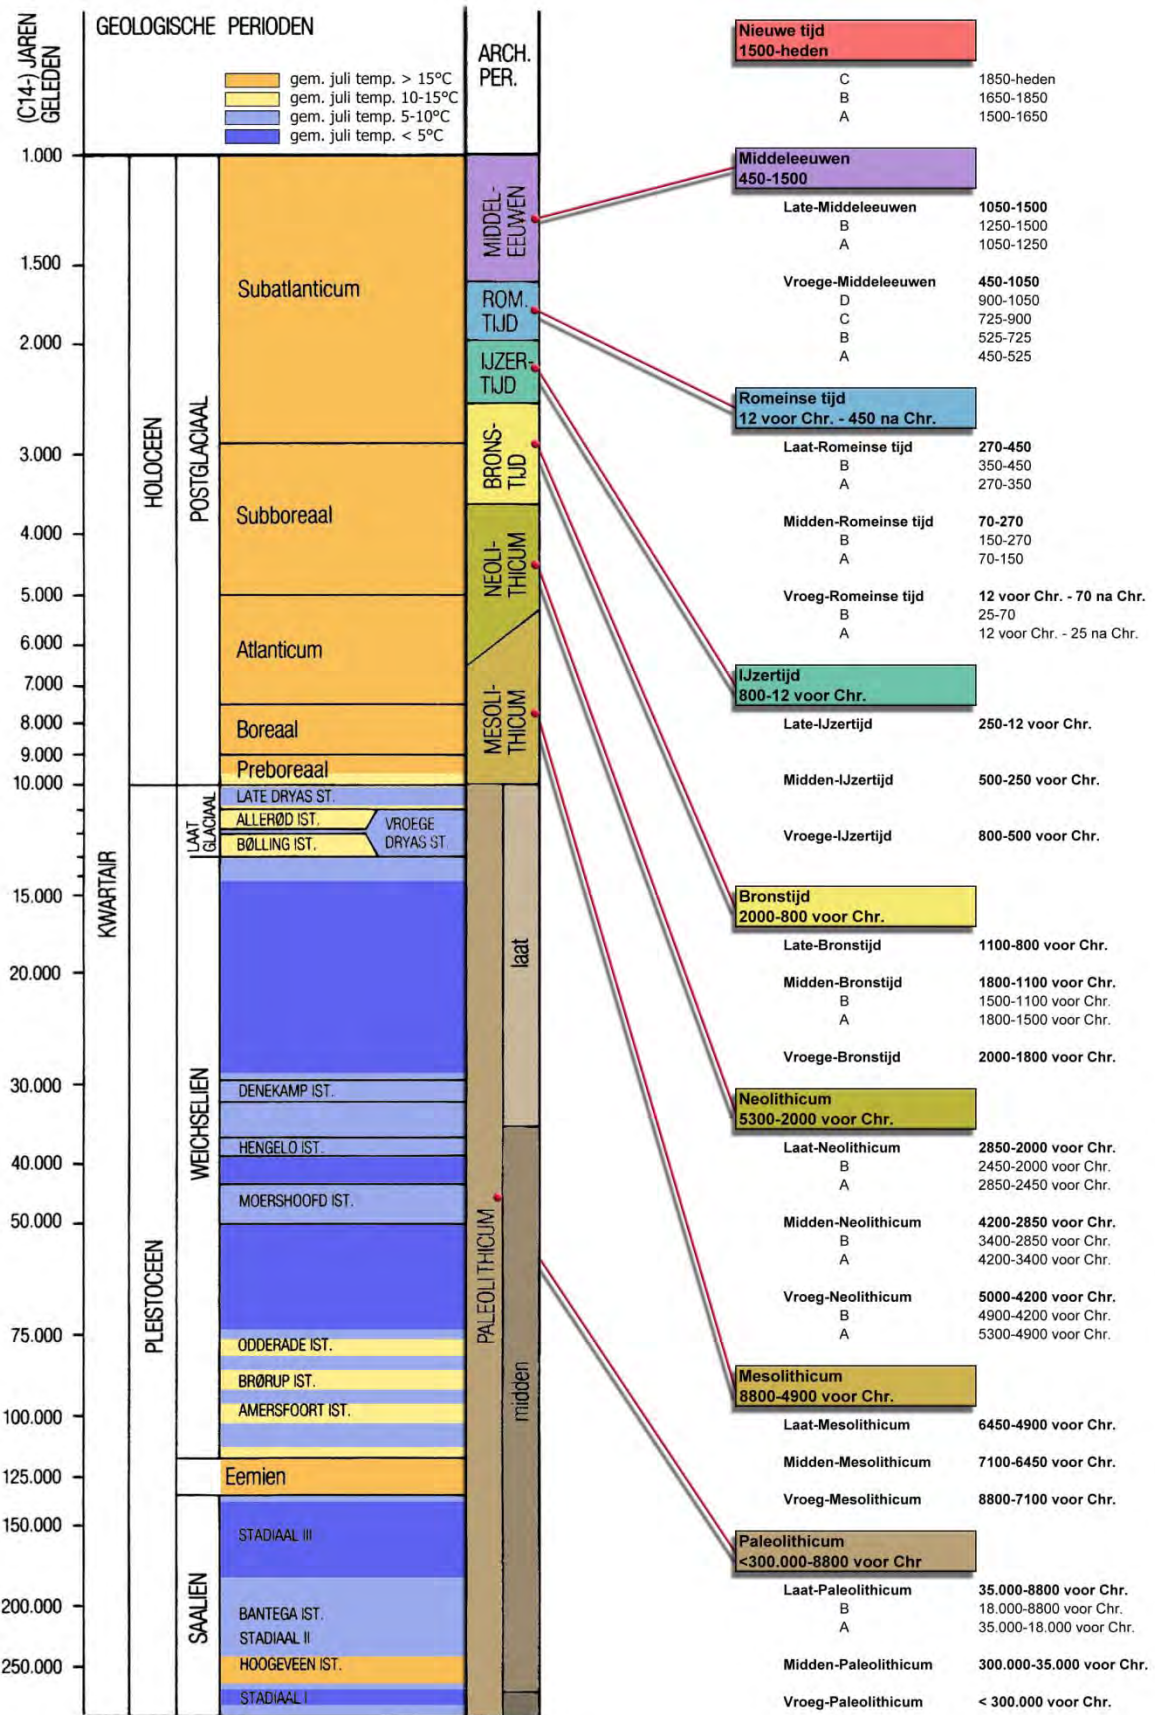 (C14-) JAREN
GELEDEN
GEOLOGISCHE PERIODEN
gem. juli temp. > 15°C
gem. juli temp. 10-15°C
gem. juli temp. 5-10°C
gem. juli temp. < 5°C
ARCH.
PER.
1.000
1.500
2.000
3.000
4.000
5.000
6.000
7.000
8.000
9.000
10.000
15.000
20.000
30.000
40.000
50.000
75.000
100.000
125.000
150.000
200.000
250.000
KWARTAIR
HOLOCEEN
PLEISTOCEEN
POSTGLACIAAL
LAAT
GLACIAAL
WEICHSELIEN
SAALIEN
Subatlanticum
Subboreaal
Atlanticum
Boreaal
Preboreaal
LATE DRYAS ST.
ALLERØD IST.
VROEGE
DRYAS ST.
BØLLING IST.
DENEKAMP IST.
HENGELO IST.
MOERSHOOFD IST.
ODDERADE IST.
BRØRUP IST.
AMERSFOORT IST.
Eemien
STADIAAL III
BANTEGA IST.
STADIAAL II
HOOGEVEEN IST.
STADIAAL I
MIDDEL-
EEUWEN
ROM.
TIJD
IJZER-
TIJD
BRONS-
TIJD
NEOLI-
THICUM
MESOLI-
THICUM
PALEOLITHICUM
laat
midden
Nieuwe tijd
1500-heden
C 1850-heden
B 1650-1850
A 1500-1650
Middeleeuwen
450-1500
Late-Middeleeuwen 1050-1500
B 1250-1500
A 1050-1250
Vroege-Middeleeuwen 450-1050
D 900-1050
C 725-900
B 525-725
A 450-525
Romeinse tijd
12 voor Chr. - 450 na Chr.
Laat-Romeinse tijd 270-450
B 350-450
A 270-350
Midden-Romeinse tijd 70-270
B 150-270
A 70-150
Vroeg-Romeinse tijd 12 voor Chr. - 70 na Chr.
B 25-70
A 12 voor Chr. - 25 na Chr.
IJzertijd
800-12 voor Chr.
Late-IJzertijd 250-12 voor Chr.
Midden-IJzertijd 500-250 voor Chr.
Vroege-IJzertijd 800-500 voor Chr.
Bronstijd
2000-800 voor Chr.
Late-Bronstijd 1100-800 voor Chr.
Midden-Bronstijd 1800-1100 voor Chr.
B 1500-1100 voor Chr.
A 1800-1500 voor Chr.
Vroege-Bronstijd 2000-1800 voor Chr.
Neolithicum
5300-2000 voor Chr.
Laat-Neolithicum 2850-2000 voor Chr.
B 2450-2000 voor Chr.
A 2850-2450 voor Chr.
Midden-Neolithicum 4200-2850 voor Chr.
B 3400-2850 voor Chr.
A 4200-3400 voor Chr.
Vroeg-Neolithicum 5000-4200 voor Chr.
B 4900-4200 voor Chr.
A 5300-4900 voor Chr.
Mesolithicum
8800-4900 voor Chr.
Laat-Mesolithicum 6450-4900 voor Chr.
Midden-Mesolithicum 7100-6450 voor Chr.
Vroeg-Mesolithicum 8800-7100 voor Chr.
Paleolithicum
<300.000-8800 voor Chr
Laat-Paleolithicum 35.000-8800 voor Chr.
B 18.000-8800 voor Chr.
A 35.000-18.000 voor Chr.
Midden-Paleolithicum 300.000-35.000 voor Chr.
Vroeg-Paleolithicum < 300.000 voor Chr.